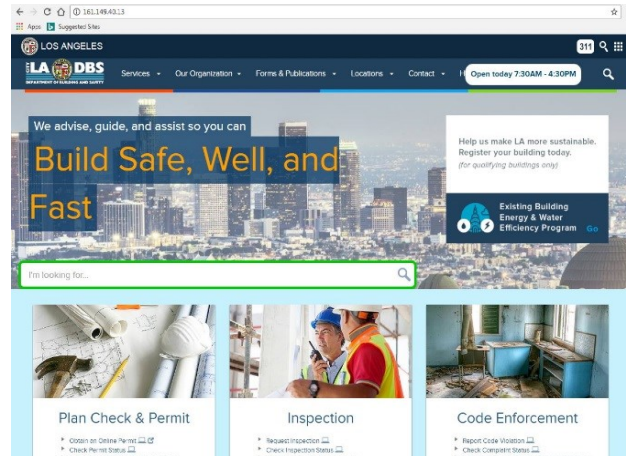 161.149.40.13
Apps Suggested Sites
LOS ANGELES
311
LA DBS
DEPARTMENT OF BUILDING AND SAFETY
Services Our Organization Forms & Publications Locations Contact H Open today 7:30AM - 4:30PM
We advise, guide, and assist so you can
Build Safe, Well, and
Fast
Help us make LA more sustainable.
Register your building today.
(for qualifying buildings only)
Existing Building
Energy & Water
Efficiency Program Go
I'm looking for...
Plan Check & Permit
Obtain an Online Permit
Check Permit Status
Inspection
Request Inspection
Check Inspection Status
Code Enforcement
Report Code Violation
Check Complaint Status